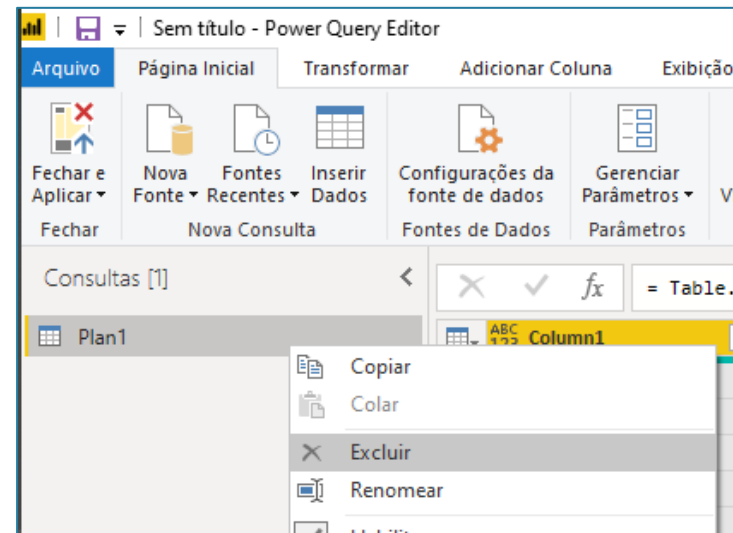 Sem título - Power Query Editor
Arquivo Página Inicial Transformar Adicionar Coluna Exibição
Fechar e Aplicar
Nova Fonte
Fontes Recentes
Inserir Dados
Configurações da fonte de dados
Gerenciar Parâmetros
Fechar Nova Consulta Fontes de Dados Parâmetros
Consultas [1]
fx = Table.
Plan1
ABC 123 Column1
Copiar
Colar
Excluir
Renomear